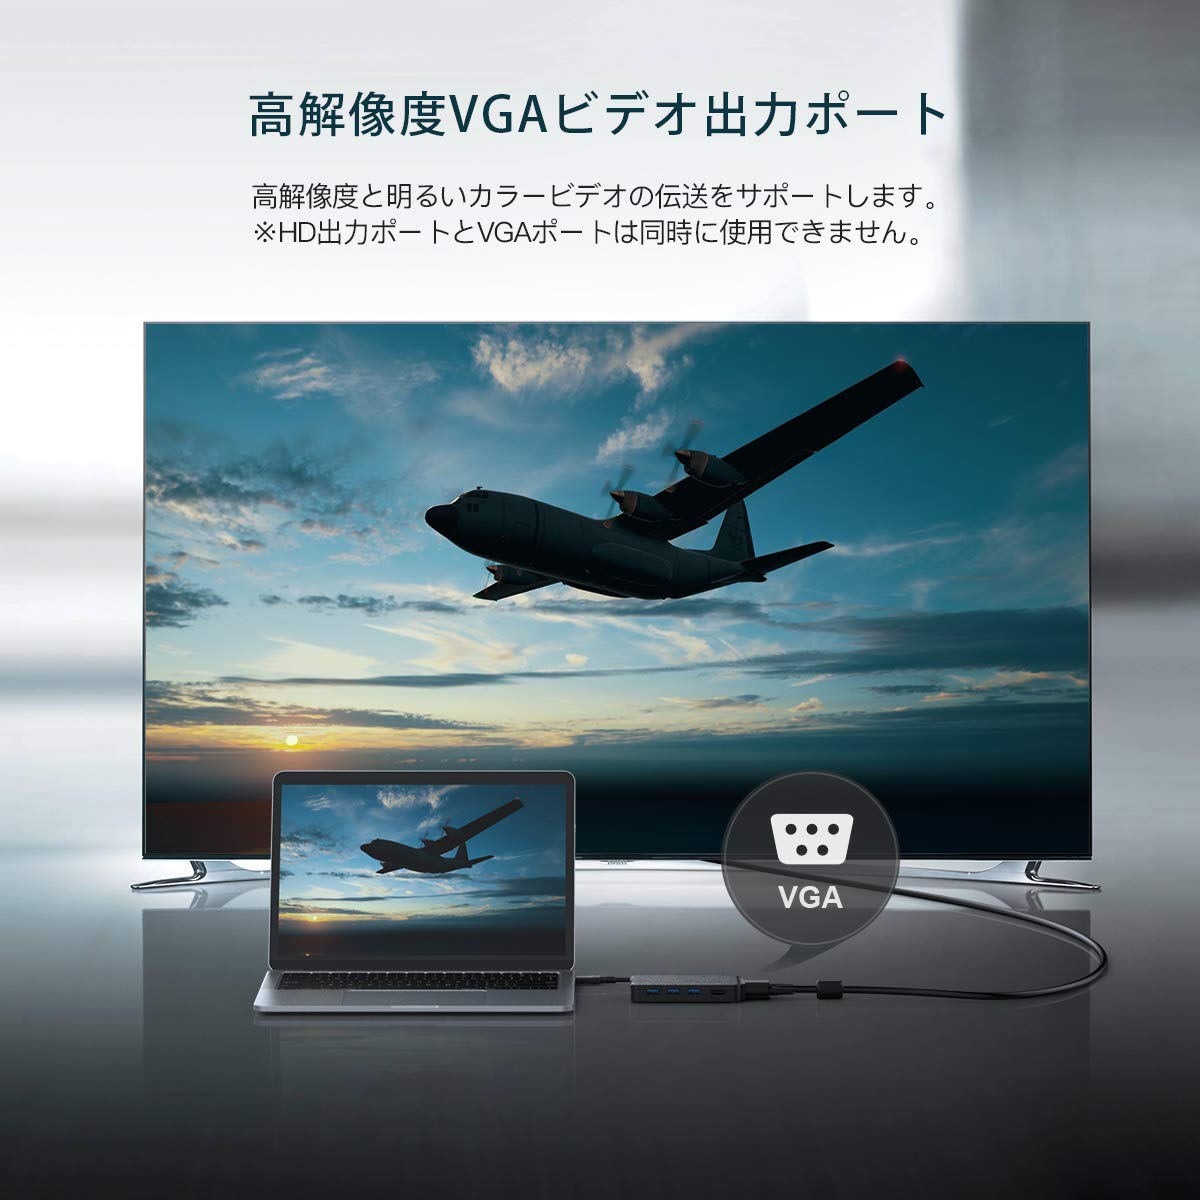 高解像度VGAビデオ出力ポート
高解像度と明るいカラービデオの伝送をサポートします。
※HD出力ポートとVGAポートは同時に使用できません。
VGA